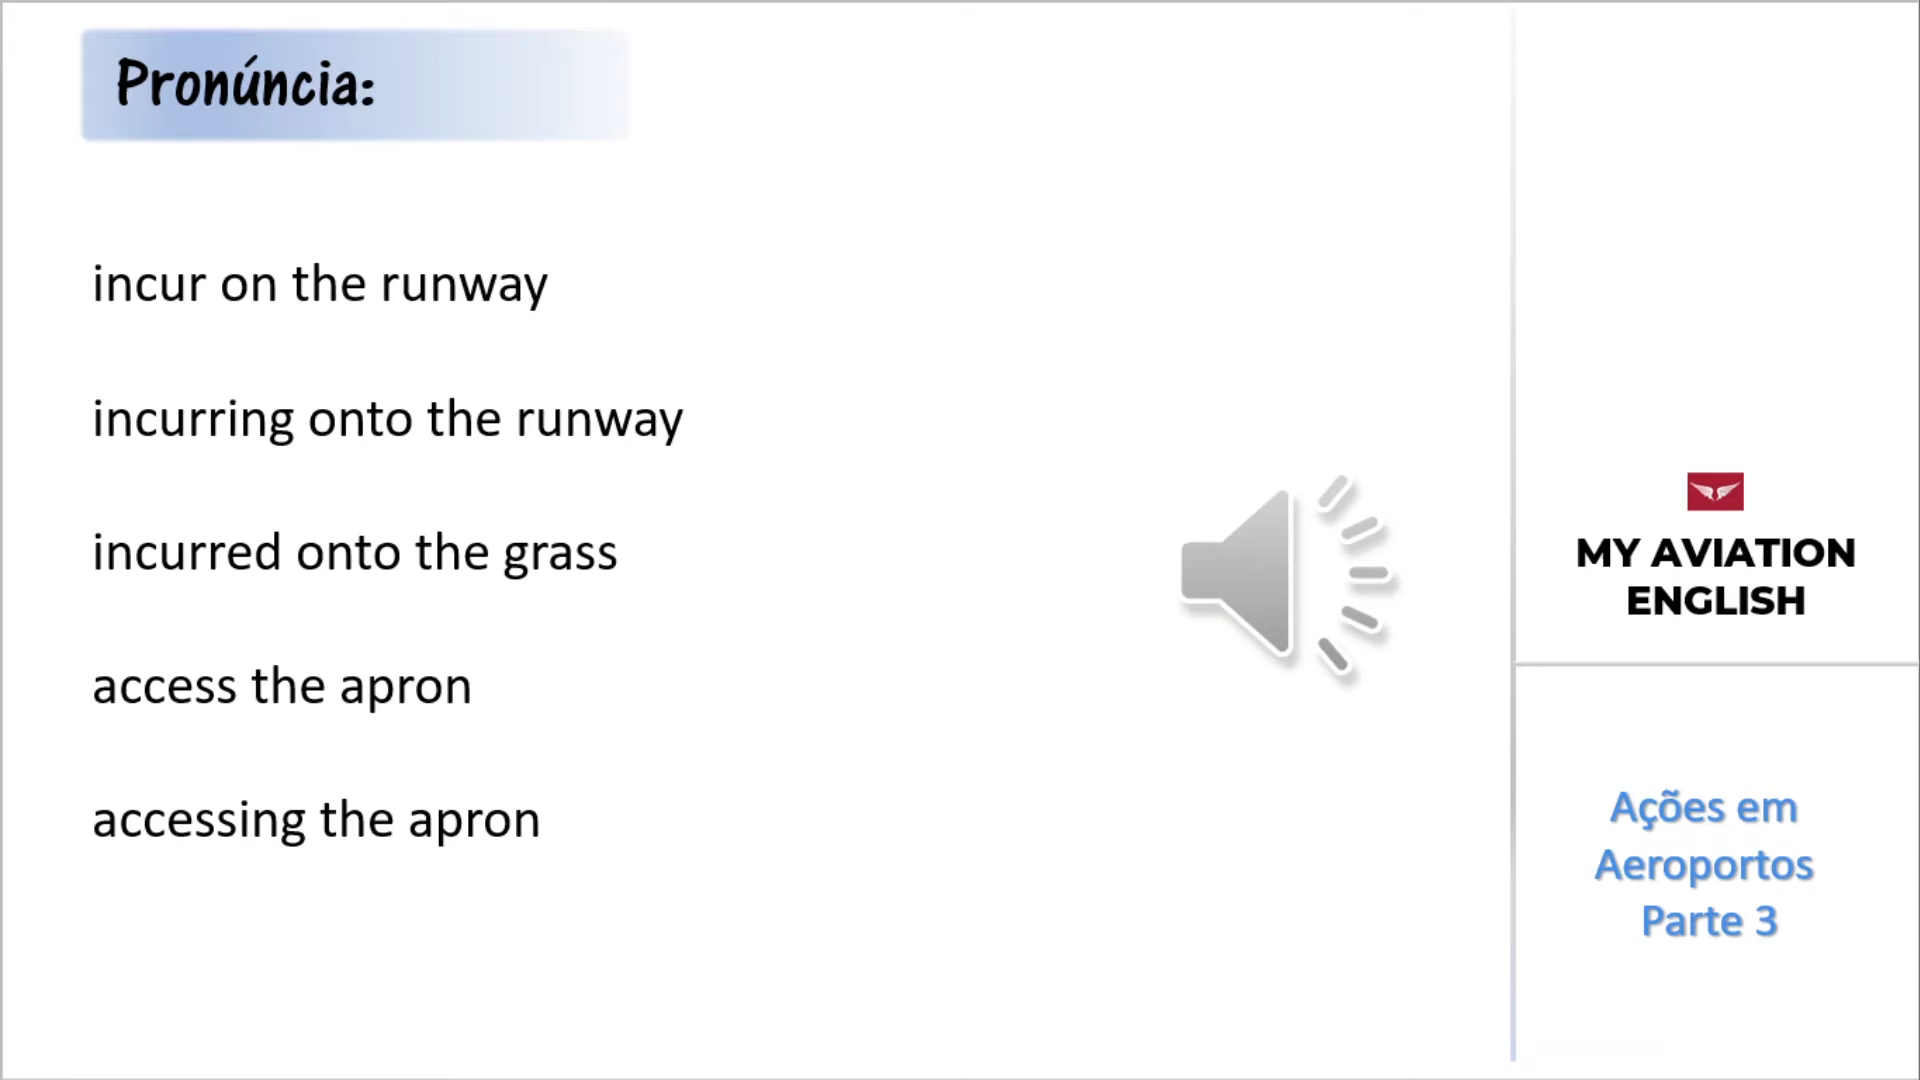 Pronúncia:
incur on the runway
incurring onto the runway
incurred onto the grass
access the apron
accessing the apron
MY AVIATION
ENGLISH
Ações em
Aeroportos
Parte 3